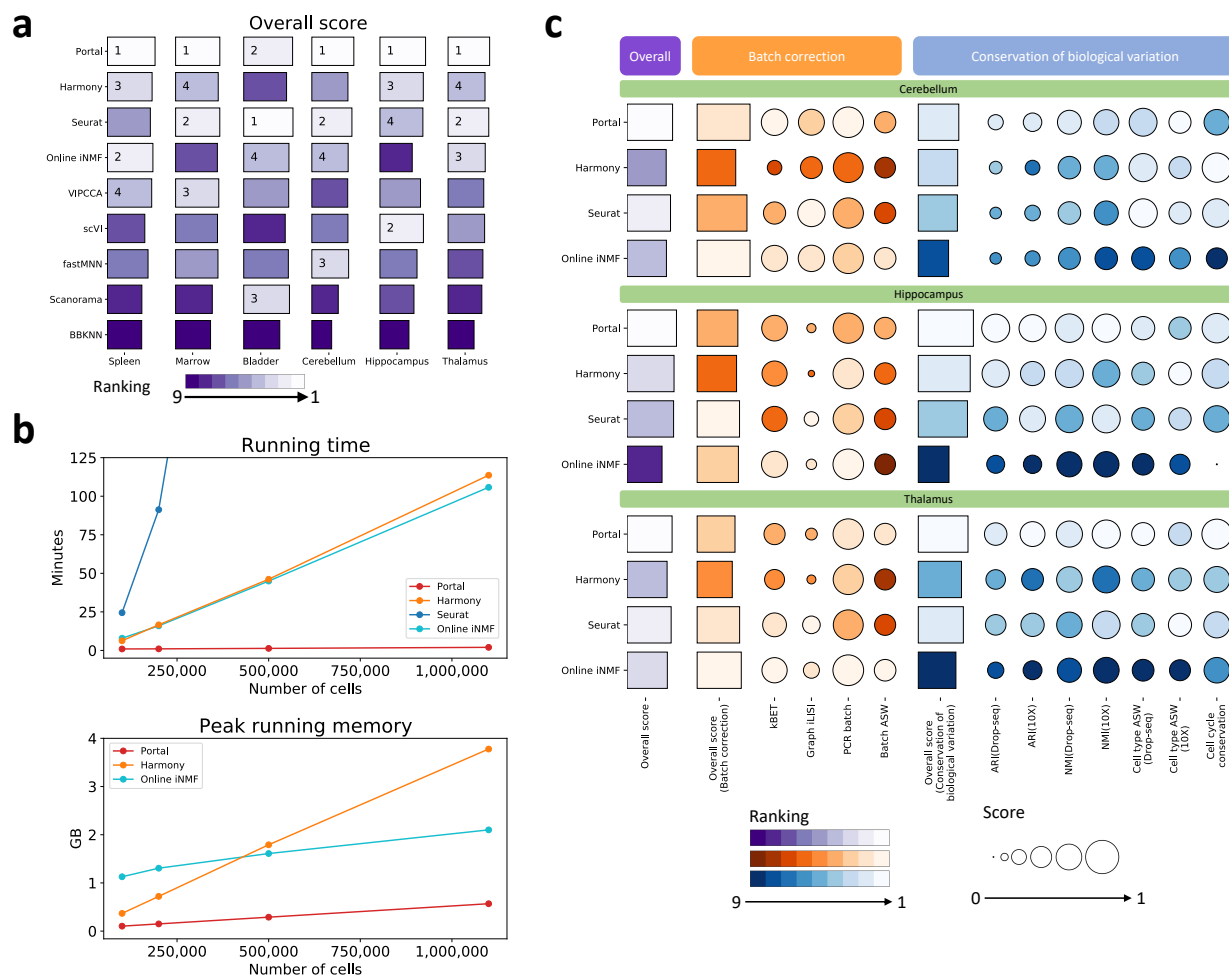 a
Overall score
Portal 1 1 2 1 1 1
Harmony 3 4 3 4
Seurat 2 1 2 4 2
Online iNMF 2 4 4 3
VIPCCA 4 3
scVI 2
fastMNN 3
Scanorama 3
BBKNN
Spleen Marrow Bladder Cerebellum Hippocampus Thalamus
Ranking
9 1
b
Running time
125
100
75
50
25
0
Minutes
Portal
Harmony
Seurat
Online iNMF
250,000 500,000 750,000 1,000,000
Number of cells
Peak running memory
4
3
2
1
0
GB
Portal
Harmony
Online iNMF
250,000 500,000 750,000 1,000,000
Number of cells
c
Overall Batch correction Conservation of biological variation
Cerebellum
Portal
Harmony
Seurat
Online iNMF
Hippocampus
Portal
Harmony
Seurat
Online iNMF
Thalamus
Portal
Harmony
Seurat
Online iNMF
Overall score
Overall score
(Batch correction)
kBET
Graph iLISI
PCR batch
Batch ASW
Overall score
(Conservation of
biological variation)
ARI(Drop-seq)
ARI(10X)
NMI(Drop-seq)
NMI(10X)
Cell type ASW
(Drop-seq)
Cell type ASW
(10X)
Cell cycle
conservation
Ranking
9 1
Score
0 1